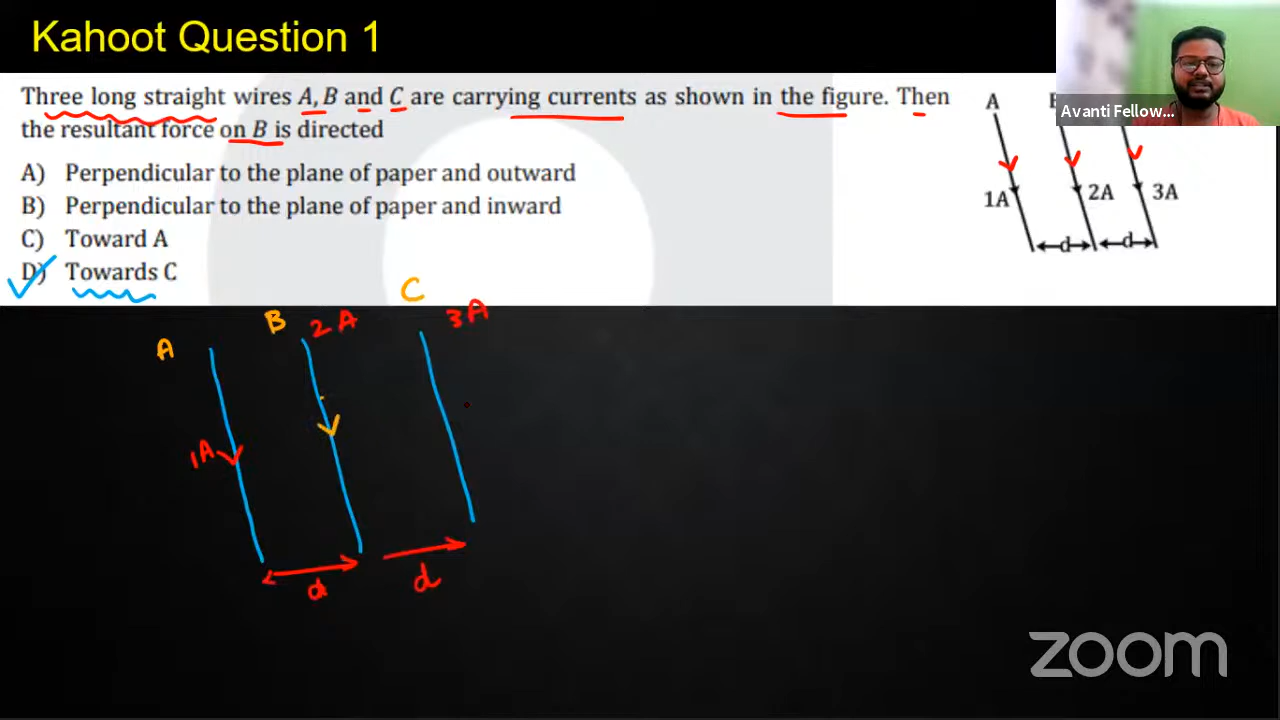 Kahoot Question 1
Three long straight wires A, B and C are carrying currents as shown in the figure. Then
the resultant force on B is directed
A) Perpendicular to the plane of paper and outward
B) Perpendicular to the plane of paper and inward
C) Toward A
D) Towards C
A
Avanti Fellow...
1A
2A
3A
d
d
A
B
2A
C
3A
1A
d
d
zoom